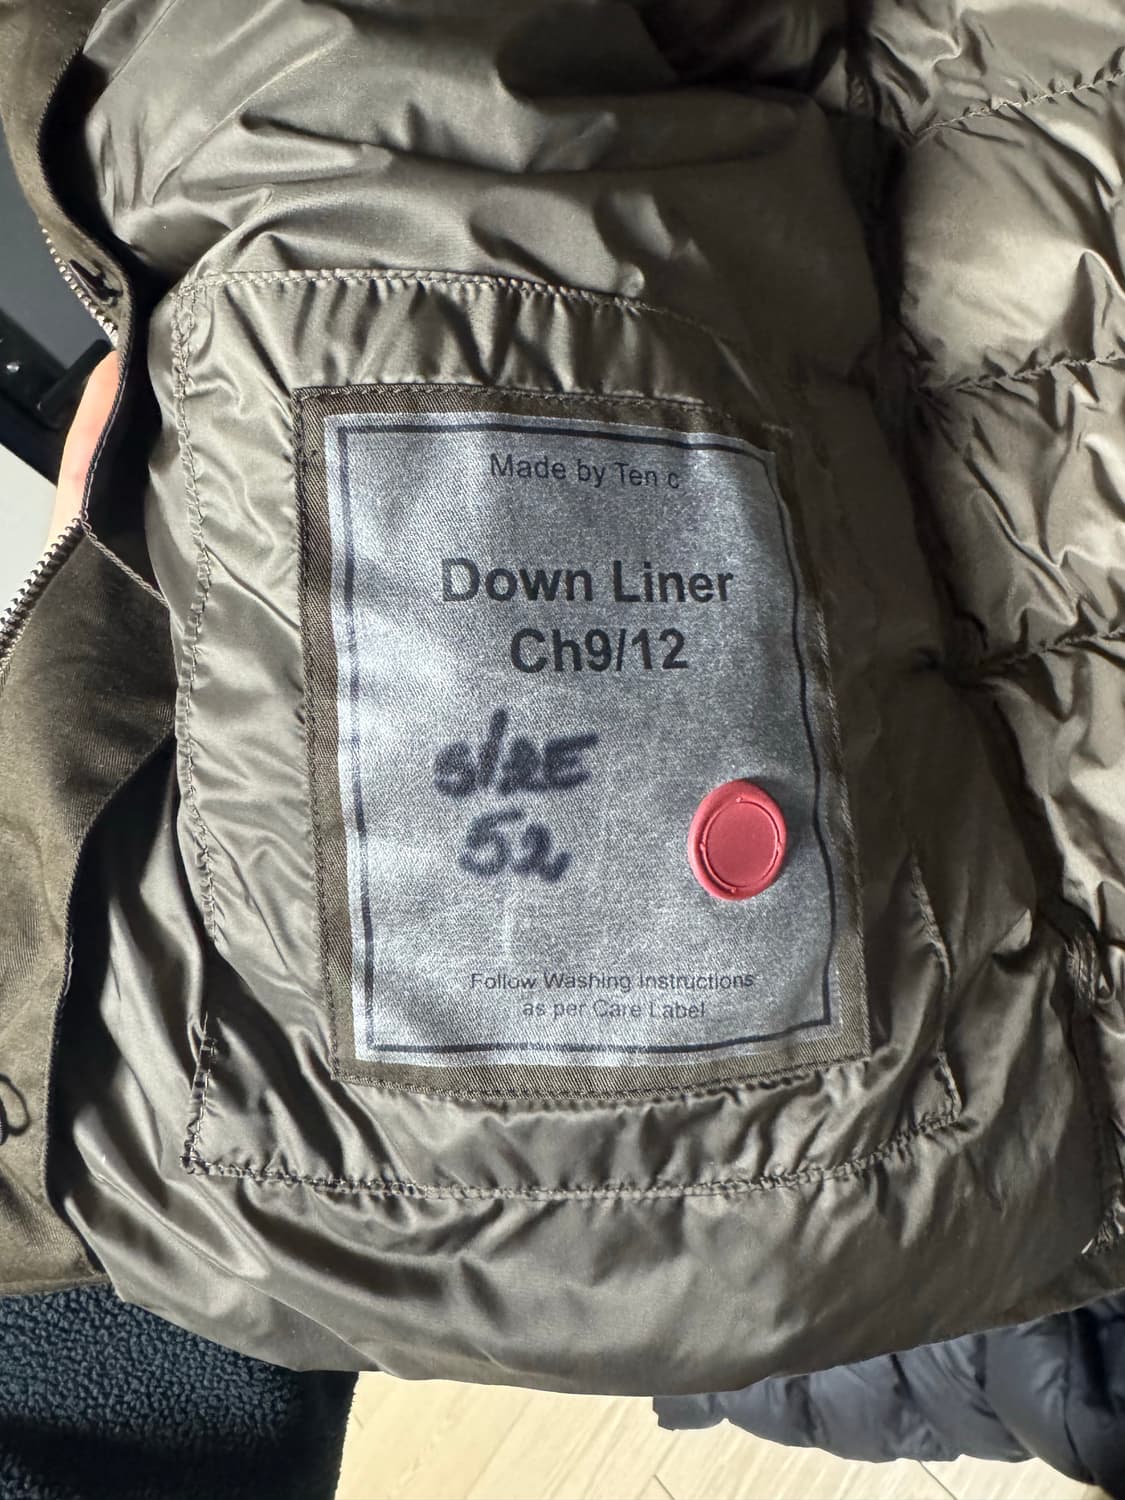 Made by Ten c
Down Liner
Ch9/12
SIZE
52
Follow Washing Instructions
as per Care Label